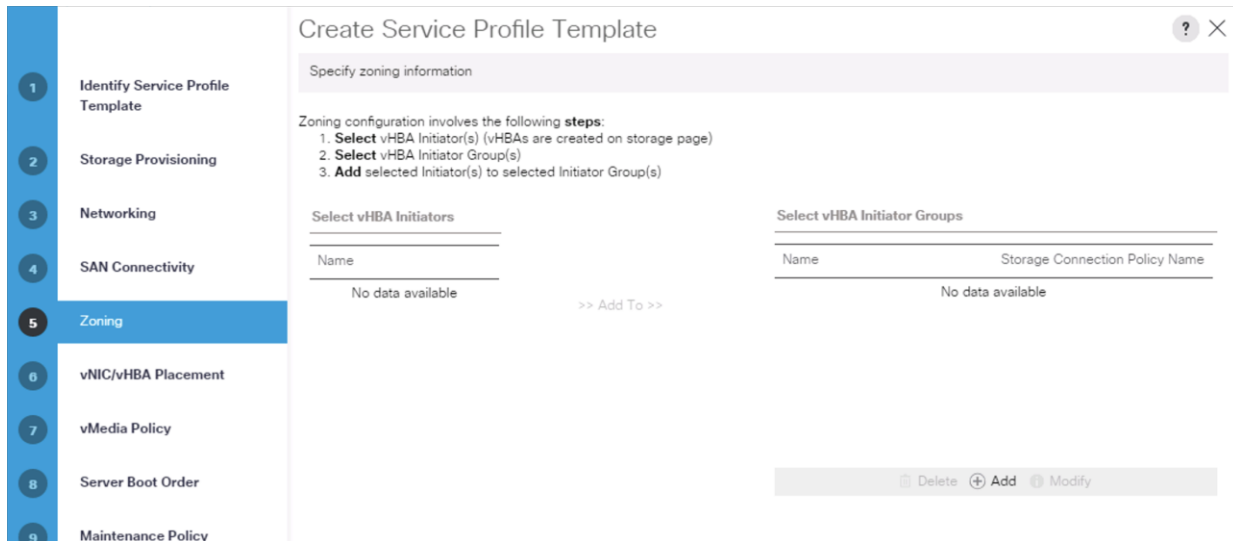 Create Service Profile Template
?
Specify zoning information
1 Identify Service Profile
Template
2 Storage Provisioning
3 Networking
4 SAN Connectivity
5 Zoning
6 vNIC/vHBA Placement
7 vMedia Policy
8 Server Boot Order
9 Maintenance Policy
Zoning configuration involves the following steps:
1. Select vHBA Initiator(s) (vHBAs are created on storage page)
2. Select vHBA Initiator Group(s)
3. Add selected Initiator(s) to selected Initiator Group(s)
Select vHBA Initiators
Name
No data available
>> Add To >>
Select vHBA Initiator Groups
Name Storage Connection Policy Name
No data available
Delete Add Modify